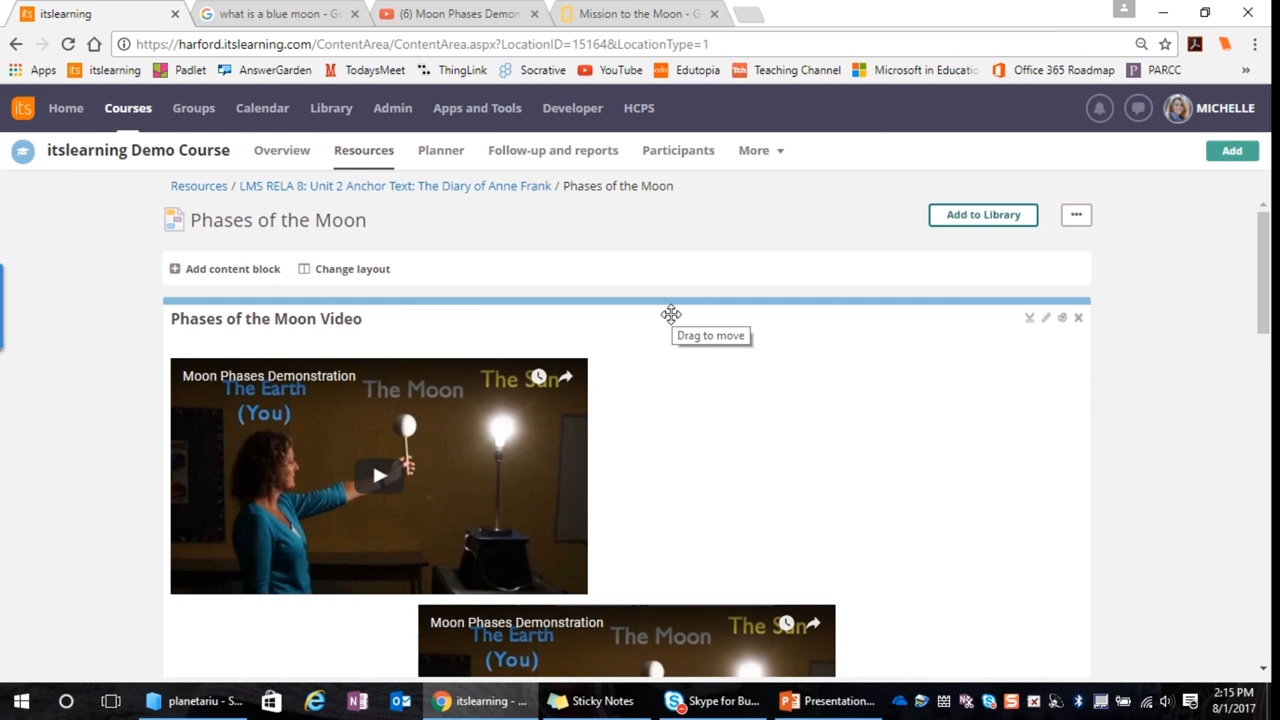 itslearning
what is a blue moon - Go
(6) Moon Phases Demon
Mission to the Moon - G
https://harford.itslearning.com/ContentArea/ContentArea.aspx?LocationID=15164&LocationType=1
Apps its itslearning Padlet AnswerGarden TodaysMeet ThingLink Socrative YouTube edu Edutopia Tch Teaching Channel Microsoft in Educatic Office 365 Roadmap P PARCC »
its Home Courses Groups Calendar Library Admin Apps and Tools Developer HCPS MICHELLE
itslearning Demo Course Overview Resources Planner Follow-up and reports Participants More Add
Resources / LMS RELA 8: Unit 2 Anchor Text: The Diary of Anne Frank / Phases of the Moon
Phases of the Moon Add to Library
Add content block Change layout
Phases of the Moon Video
Drag to move
Moon Phases Demonstration
The Earth The Moon The Sun
(You)
Moon Phases Demonstration
The Earth The Moon The Sun
(You)
planetariu - S... itslearning - ... Sticky Notes Skype for Bu... Presentation...
2:15 PM
8/1/2017